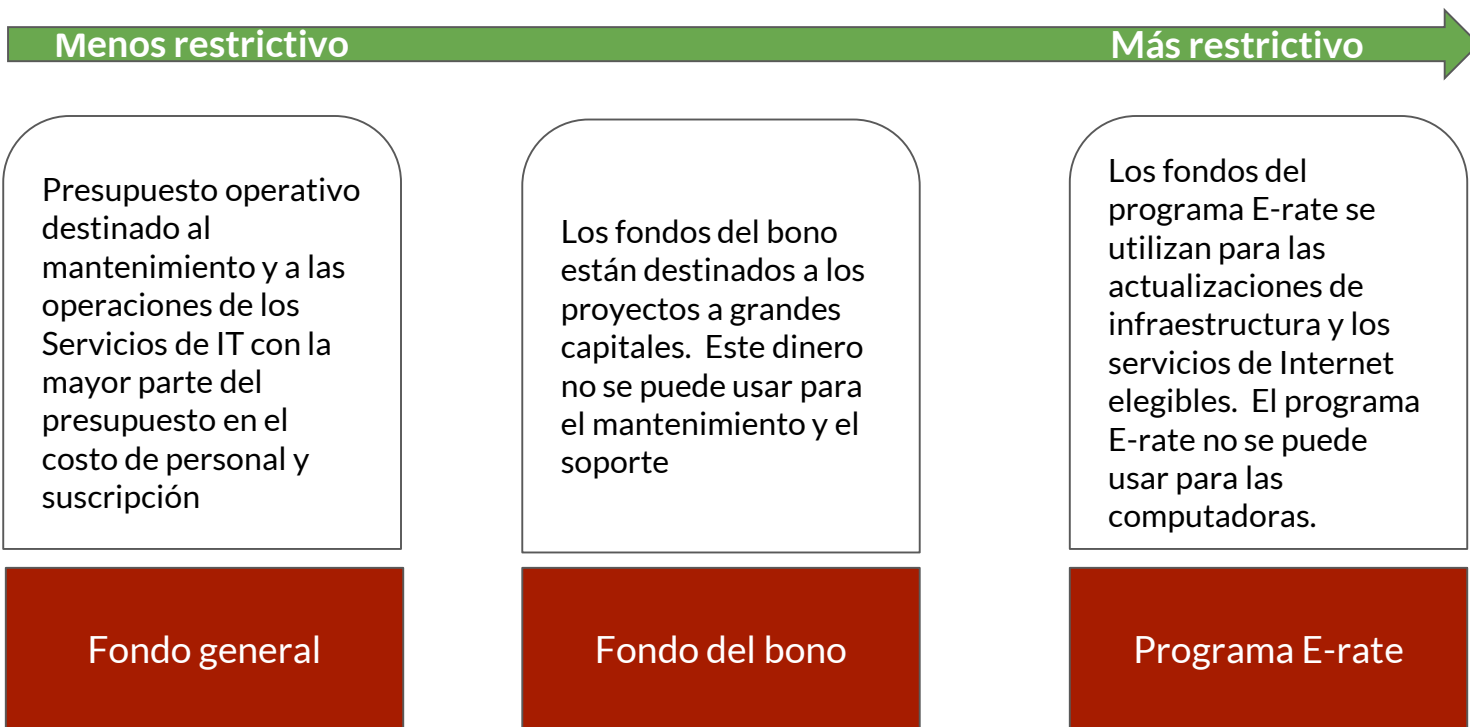 Menos restrictivo
Más restrictivo
Presupuesto operativo
destinado al
mantenimiento y a las
operaciones de los
Servicios de IT con la
mayor parte del
presupuesto en el
costo de personal y
suscripción
Los fondos del bono
están destinados a los
proyectos a grandes
capitales.  Este dinero
no se puede usar para
el mantenimiento y el
soporte
Los fondos del
programa E-rate se
utilizan para las
actualizaciones de
infraestructura y los
servicios de Internet
elegibles.  El programa
E-rate no se puede
usar para las
computadoras.
Fondo general
Fondo del bono
Programa E-rate